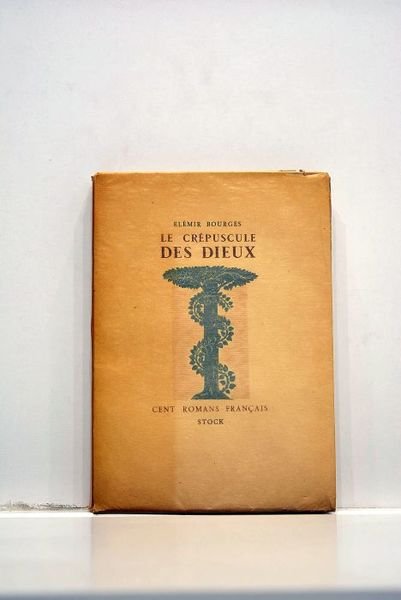 ELÉMIR BOURGES
LE CRÉPUSCULE
DES DIEUX
CENT ROMANS FRANÇAIS
STOCK